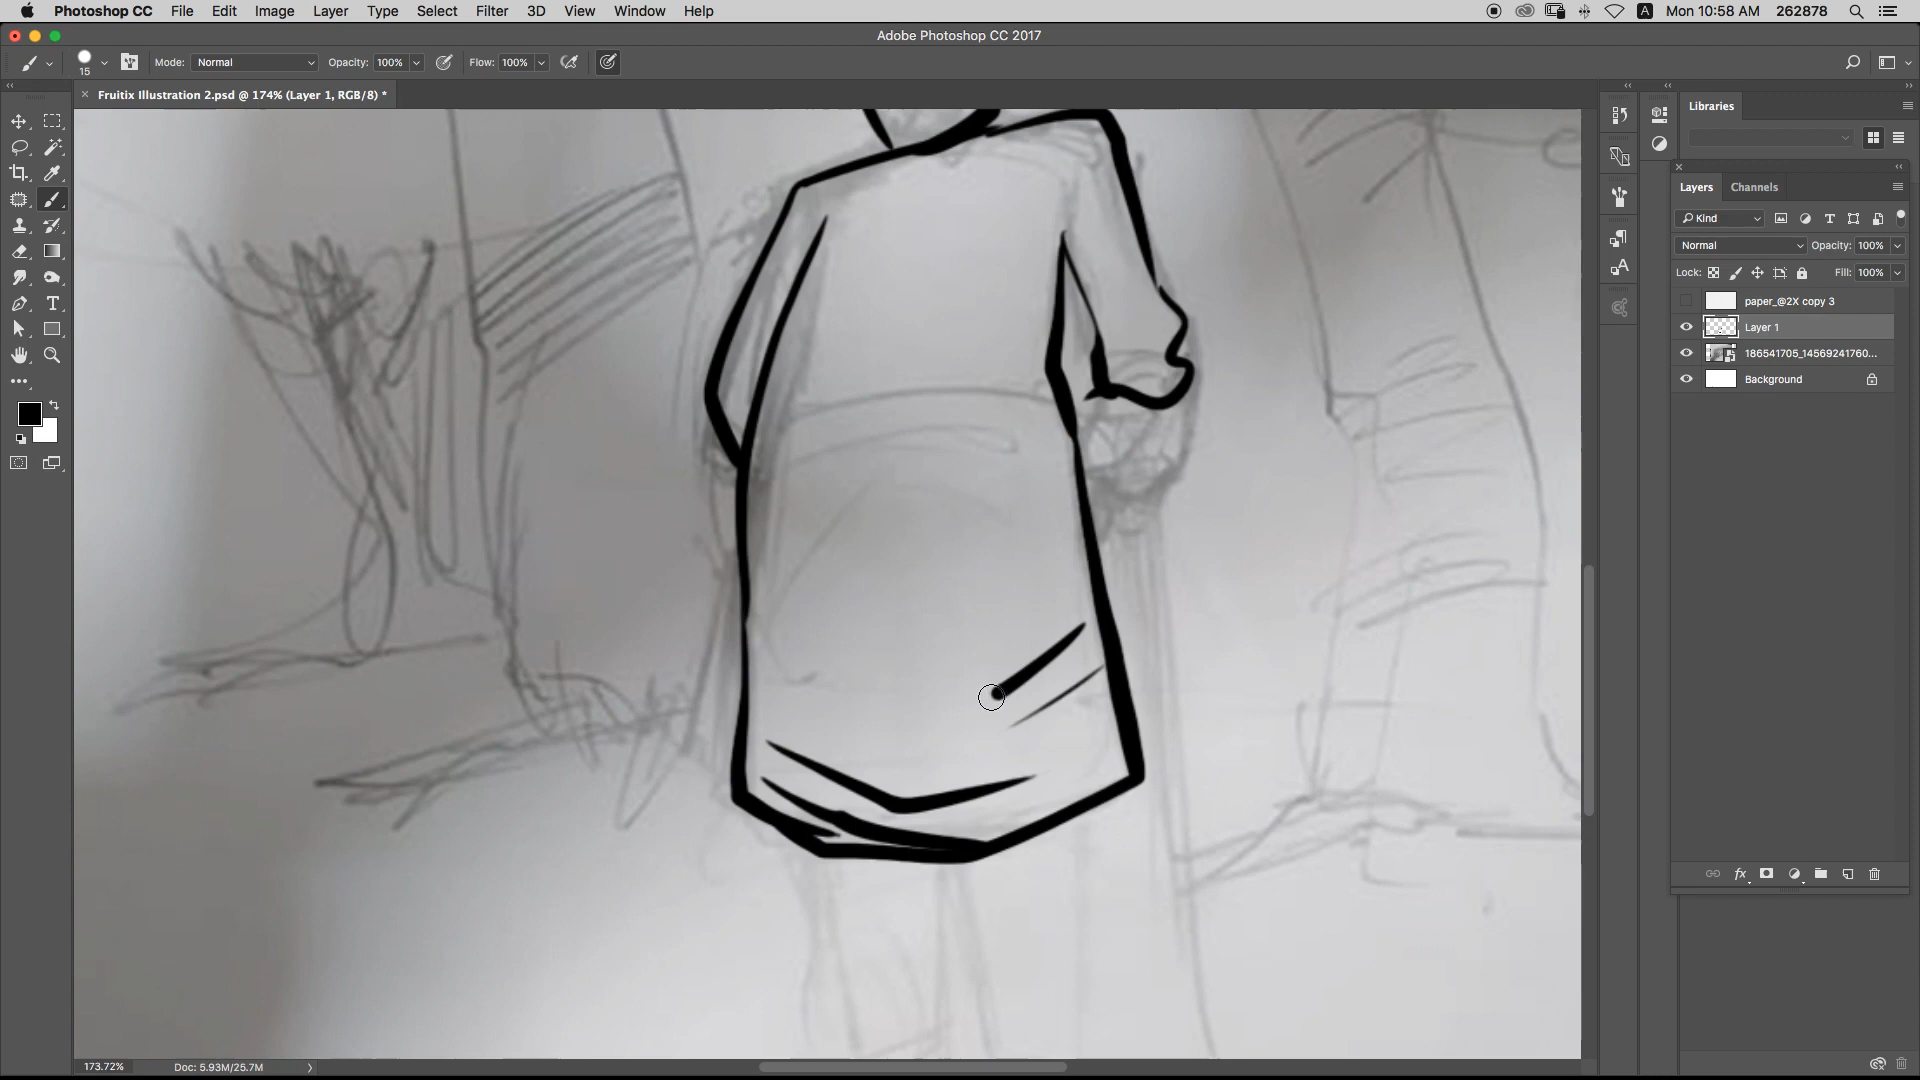 Photoshop CC File Edit Image Layer Type Select Filter 3D View Window Help A Mon 10:58 AM 262878
Adobe Photoshop CC 2017
15 Mode: Normal Opacity: 100% Flow: 100%
× Fruitix Illustration 2.psd @ 174% (Layer 1, RGB/8) *
Libraries
Layers Channels
Kind
Normal Opacity: 100%
Lock: Fill: 100%
paper_@2X copy 3
Layer 1
186541705_14569241760...
Background
fx
173.72% Doc: 5.93M/25.7M